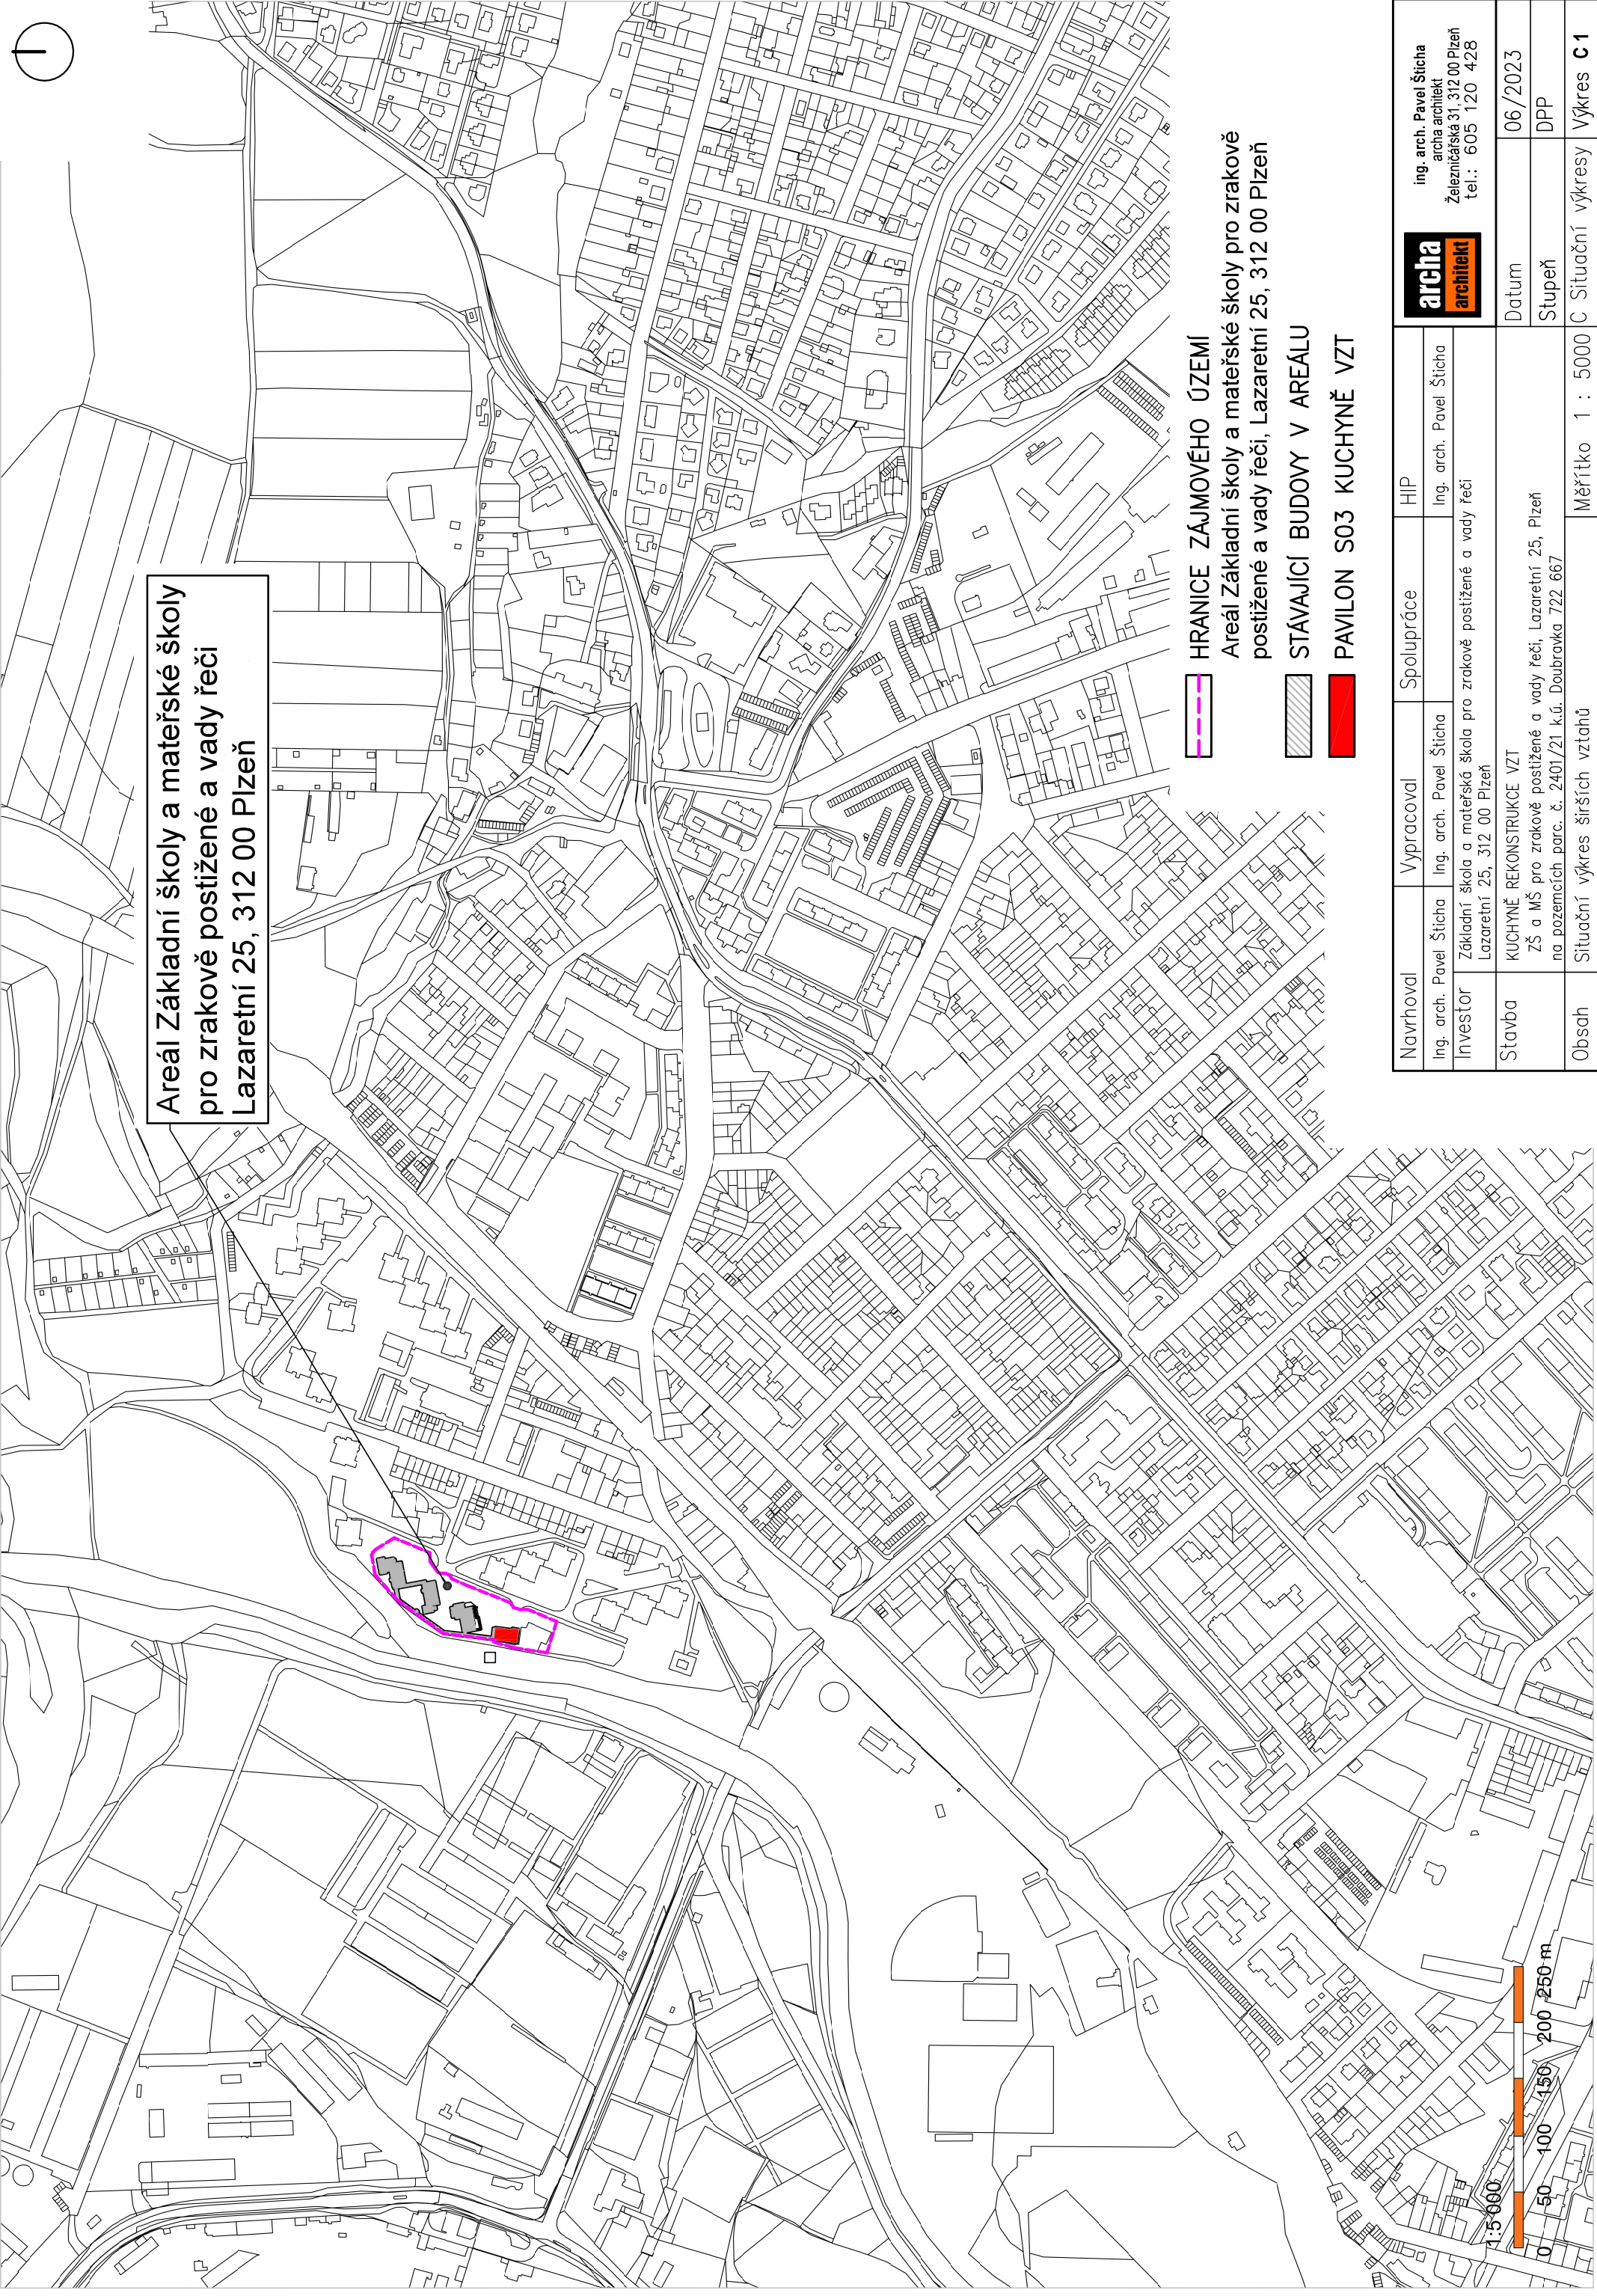 Areál Základní školy a mateřské školy
pro zrakově postižené a vady řeči
Lazaretní 25, 312 00 Plzeň
HRANICE ZÁJMOVÉHO ÚZEMÍ
Areál Základní školy a mateřské školy pro zrakově
postižené a vady řeči, Lazaretní 25, 312 00 Plzeň
STÁVAJÍCÍ BUDOVY V AREÁLU
PAVILON S03 KUCHYNĚ VZT
1:5 000
0 50 100 150 200 250 m
Navrhoval Vypracoval Spolupráce HIP
Ing. arch. Pavel Šticha Ing. arch. Pavel Šticha Ing. arch. Pavel Šticha
Investor Základní škola a mateřská škola pro zrakově postižené a vady řeči
Lazaretní 25, 312 00 Plzeň
archa
architekt
ing. arch. Pavel Šticha
archa architekt
Železničářská 31, 312 00 Plzeň
tel.: 605 120 428
Stavba KUCHYNĚ REKONSTRUKCE VZT
ZŠ a MŠ pro zrakově postižené a vady řeči, Lazaretní 25, Plzeň
na pozemcích parc. č. 2401/21 k.ú. Doubravka 722 667
Datum 06/2023
Stupeň DPP
Obsah Situační výkres širších vztahů Měřítko 1 : 5000 C Situační výkresy Výkres C 1